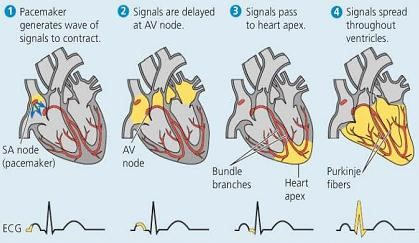 1 Pacemaker
generates wave of
signals to contract.
2 Signals are delayed
at AV node.
3 Signals pass
to heart apex.
4 Signals spread
throughout
ventricles.
SA node
(pacemaker)
AV
node
Bundle
branches
Heart
apex
Purkinje
fibers
ECG